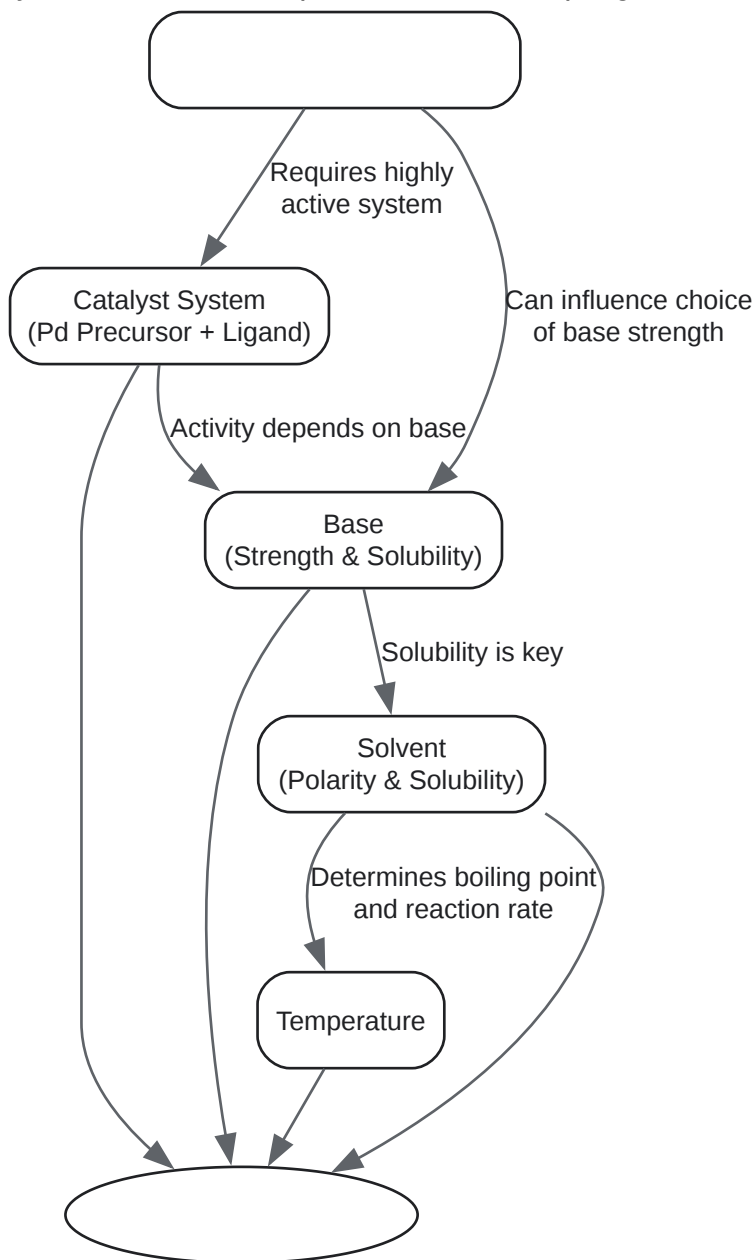 Requires highly
active system
Catalyst System
(Pd Precursor + Ligand)
Can influence choice
of base strength
Activity depends on base
Base
(Strength & Solubility)
Solubility is key
Solvent
(Polarity & Solubility)
Determines boiling point
and reaction rate
Temperature